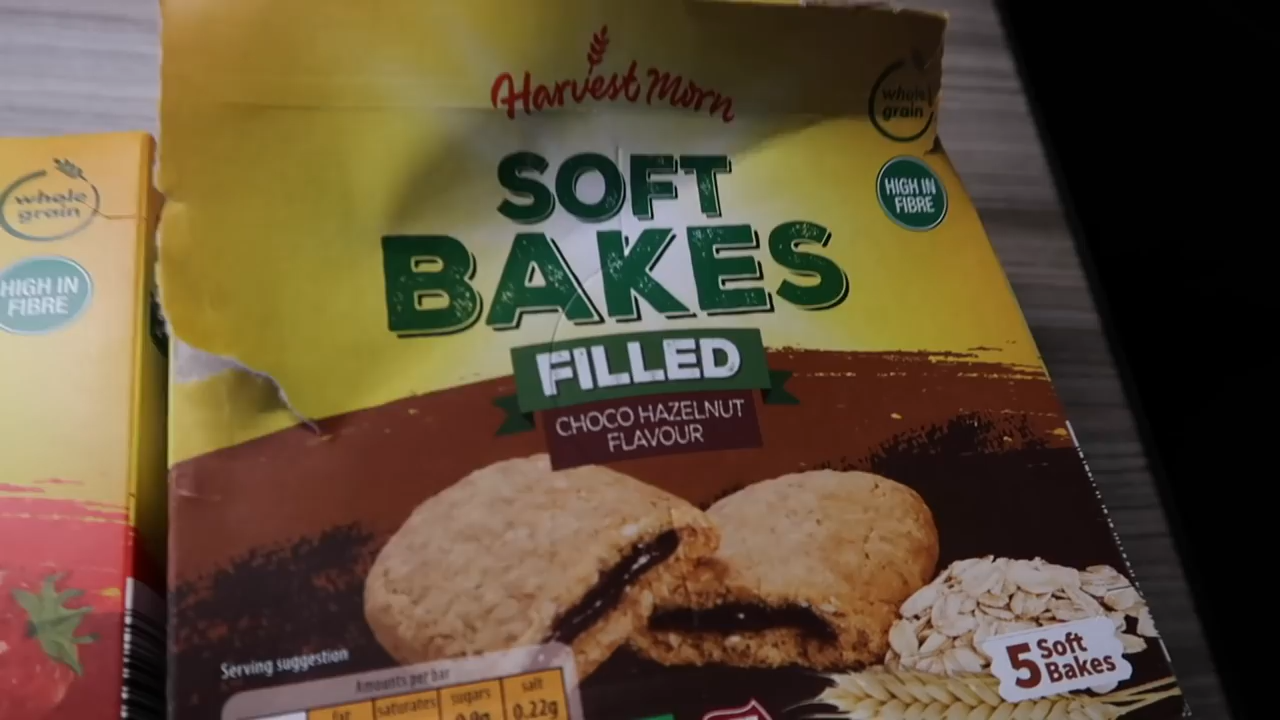 Harvest Morn
whole
grain
SOFT
BAKES
HIGH IN
FIBRE
FILLED
CHOCO HAZELNUT
FLAVOUR
5 Soft
Bakes
Serving suggestion
Amounts per bar
fat
saturates
sugars
salt
0.22g
whole
grain
HIGH IN
FIBRE